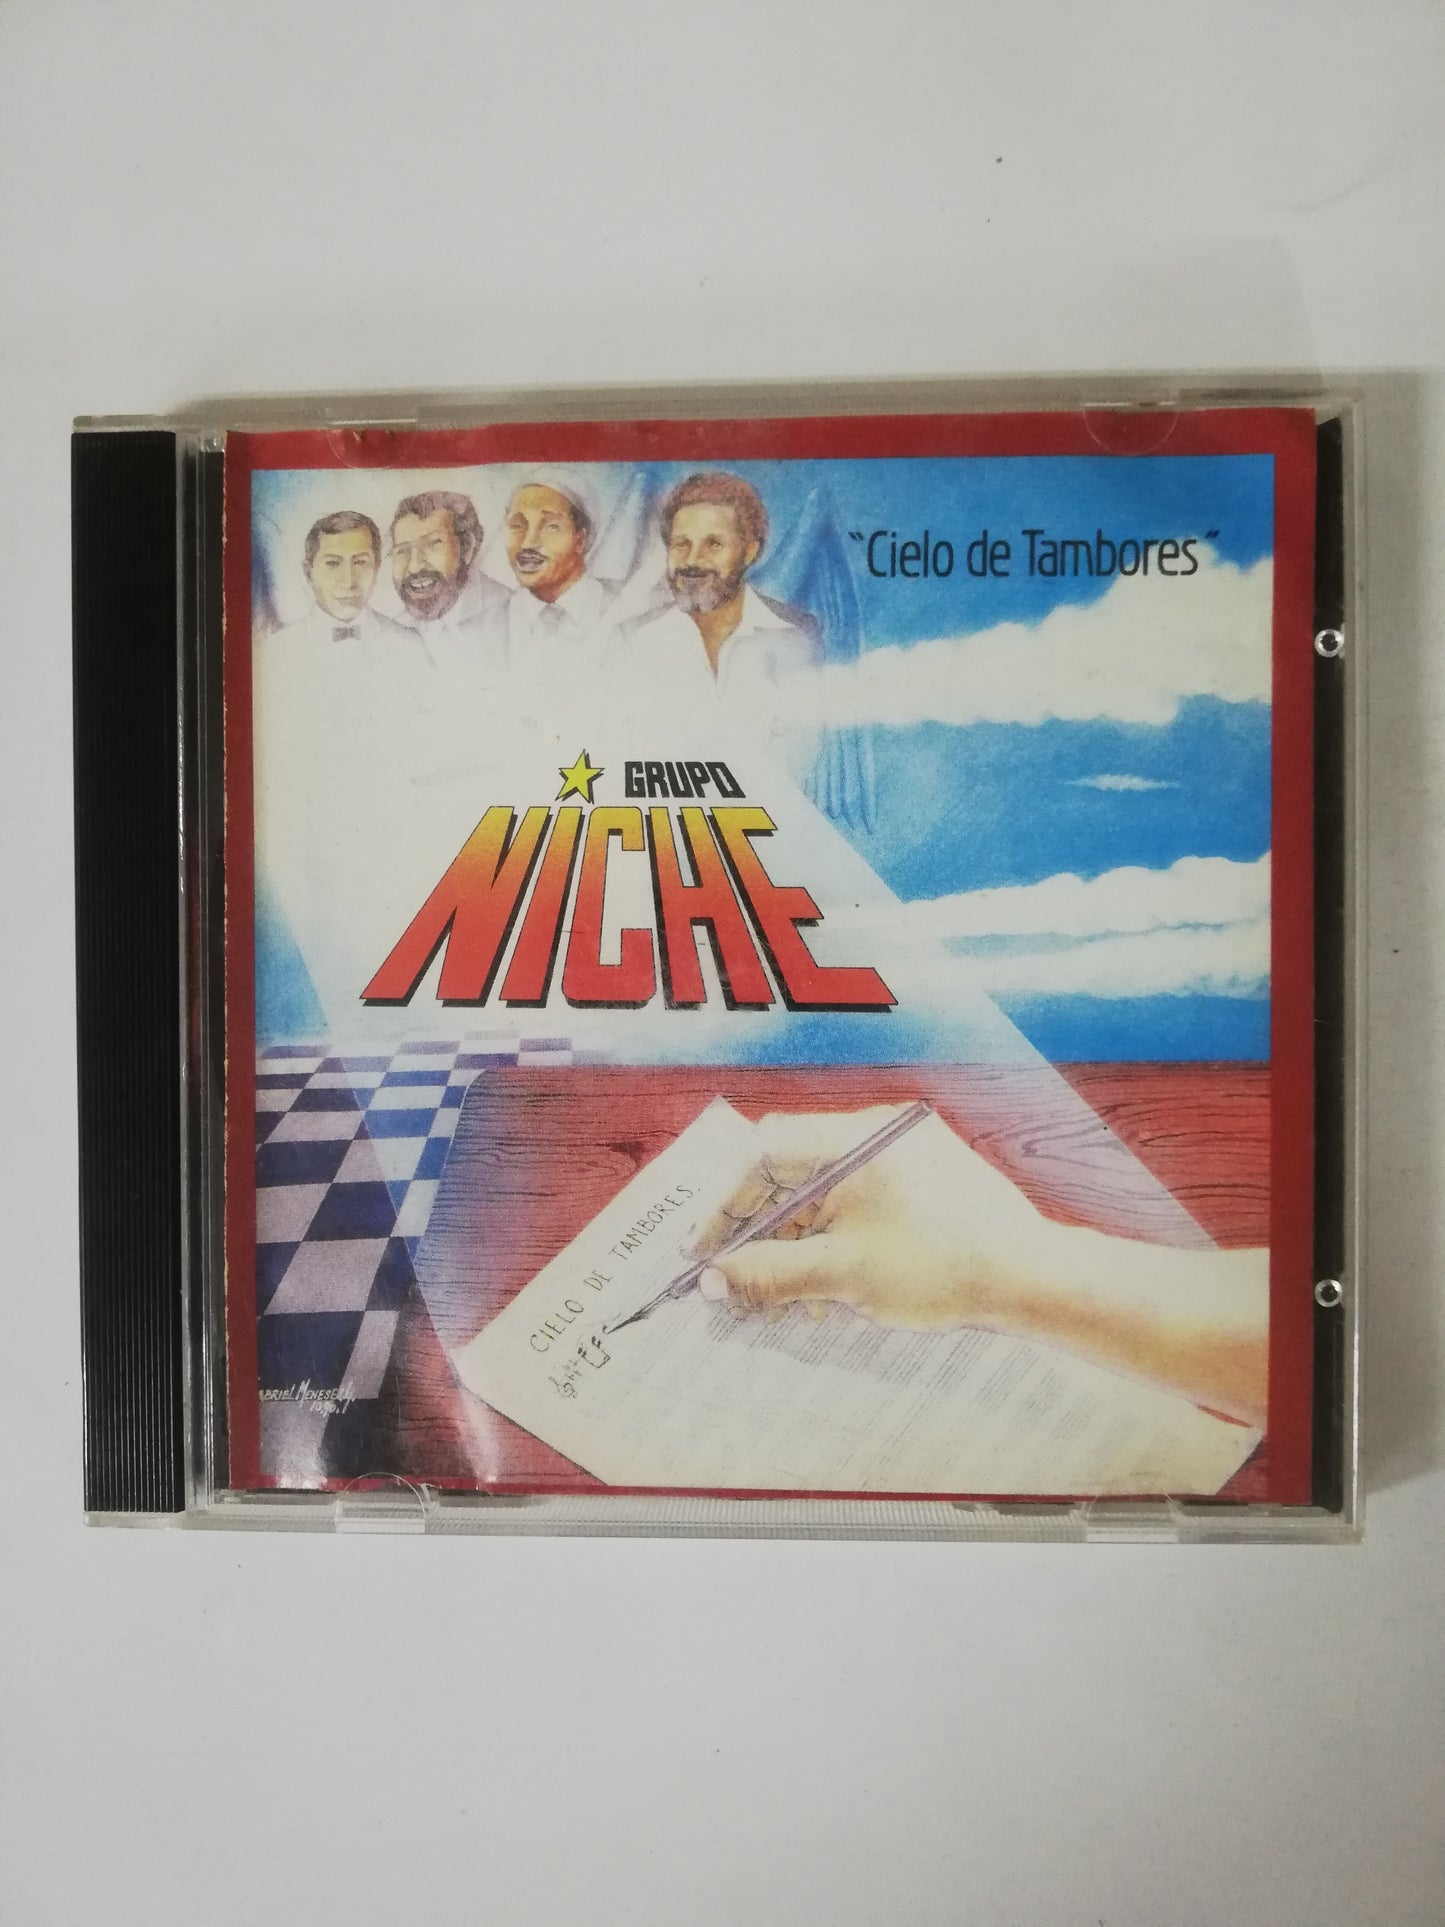 "Cielo de Tambores"
GRUPO
NICHE
CIELO DE TAMBORES.